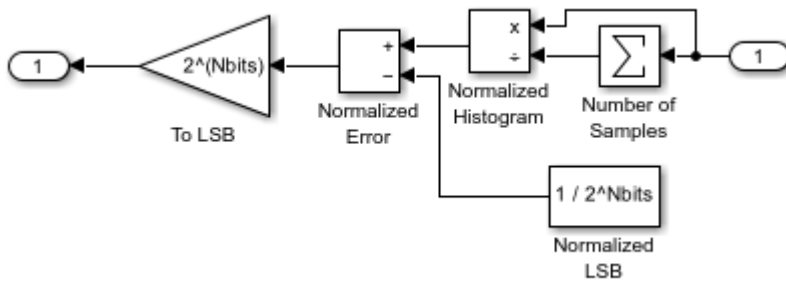 1
2^(Nbits)
To LSB
+
−
Normalized
Error
x
÷
Normalized
Histogram
Number of
Samples
1
1 / 2^Nbits
Normalized
LSB